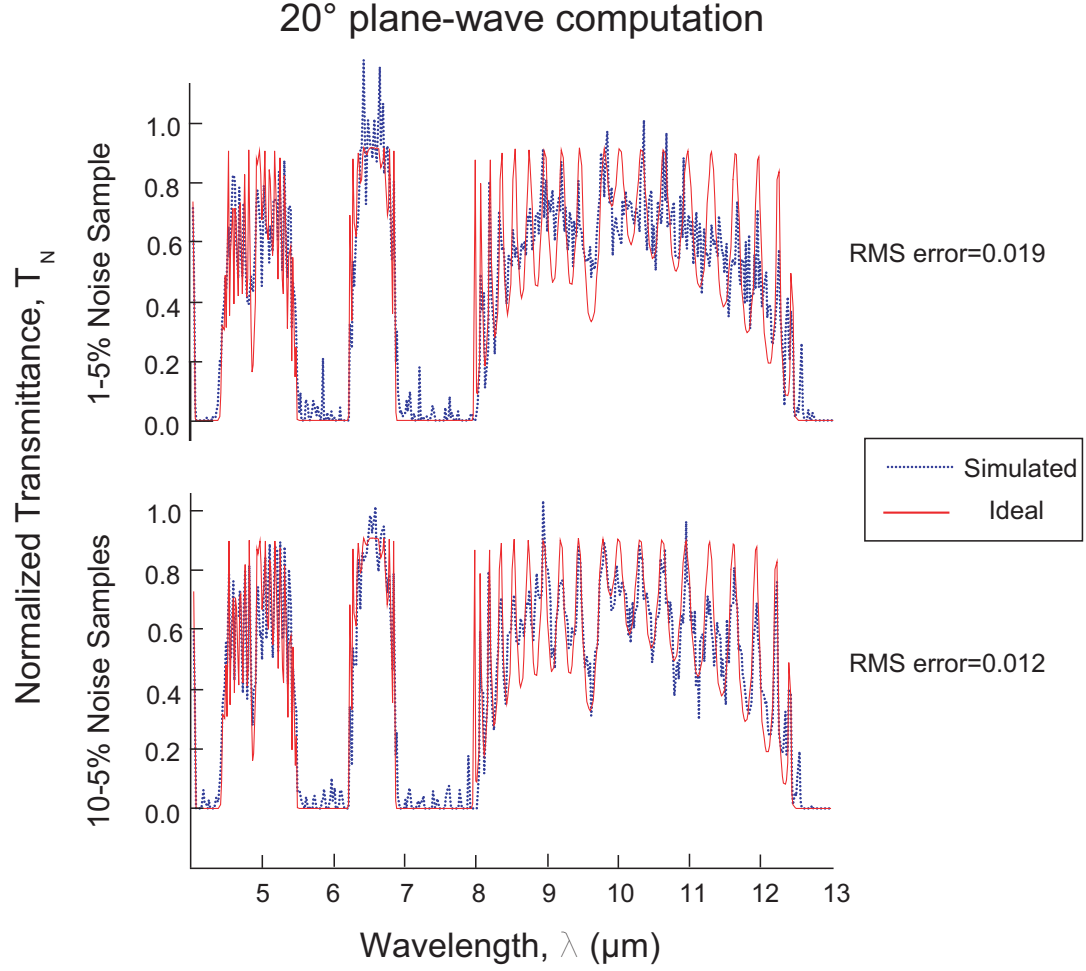 20° plane-wave computation
Normalized Transmittance, T_N
1-5% Noise Sample
1.0
0.8
0.6
0.4
0.2
0.0
RMS error=0.019
Simulated
Ideal
10-5% Noise Samples
1.0
0.8
0.6
0.4
0.2
0.0
RMS error=0.012
5 6 7 8 9 10 11 12 13
Wavelength, λ (µm)